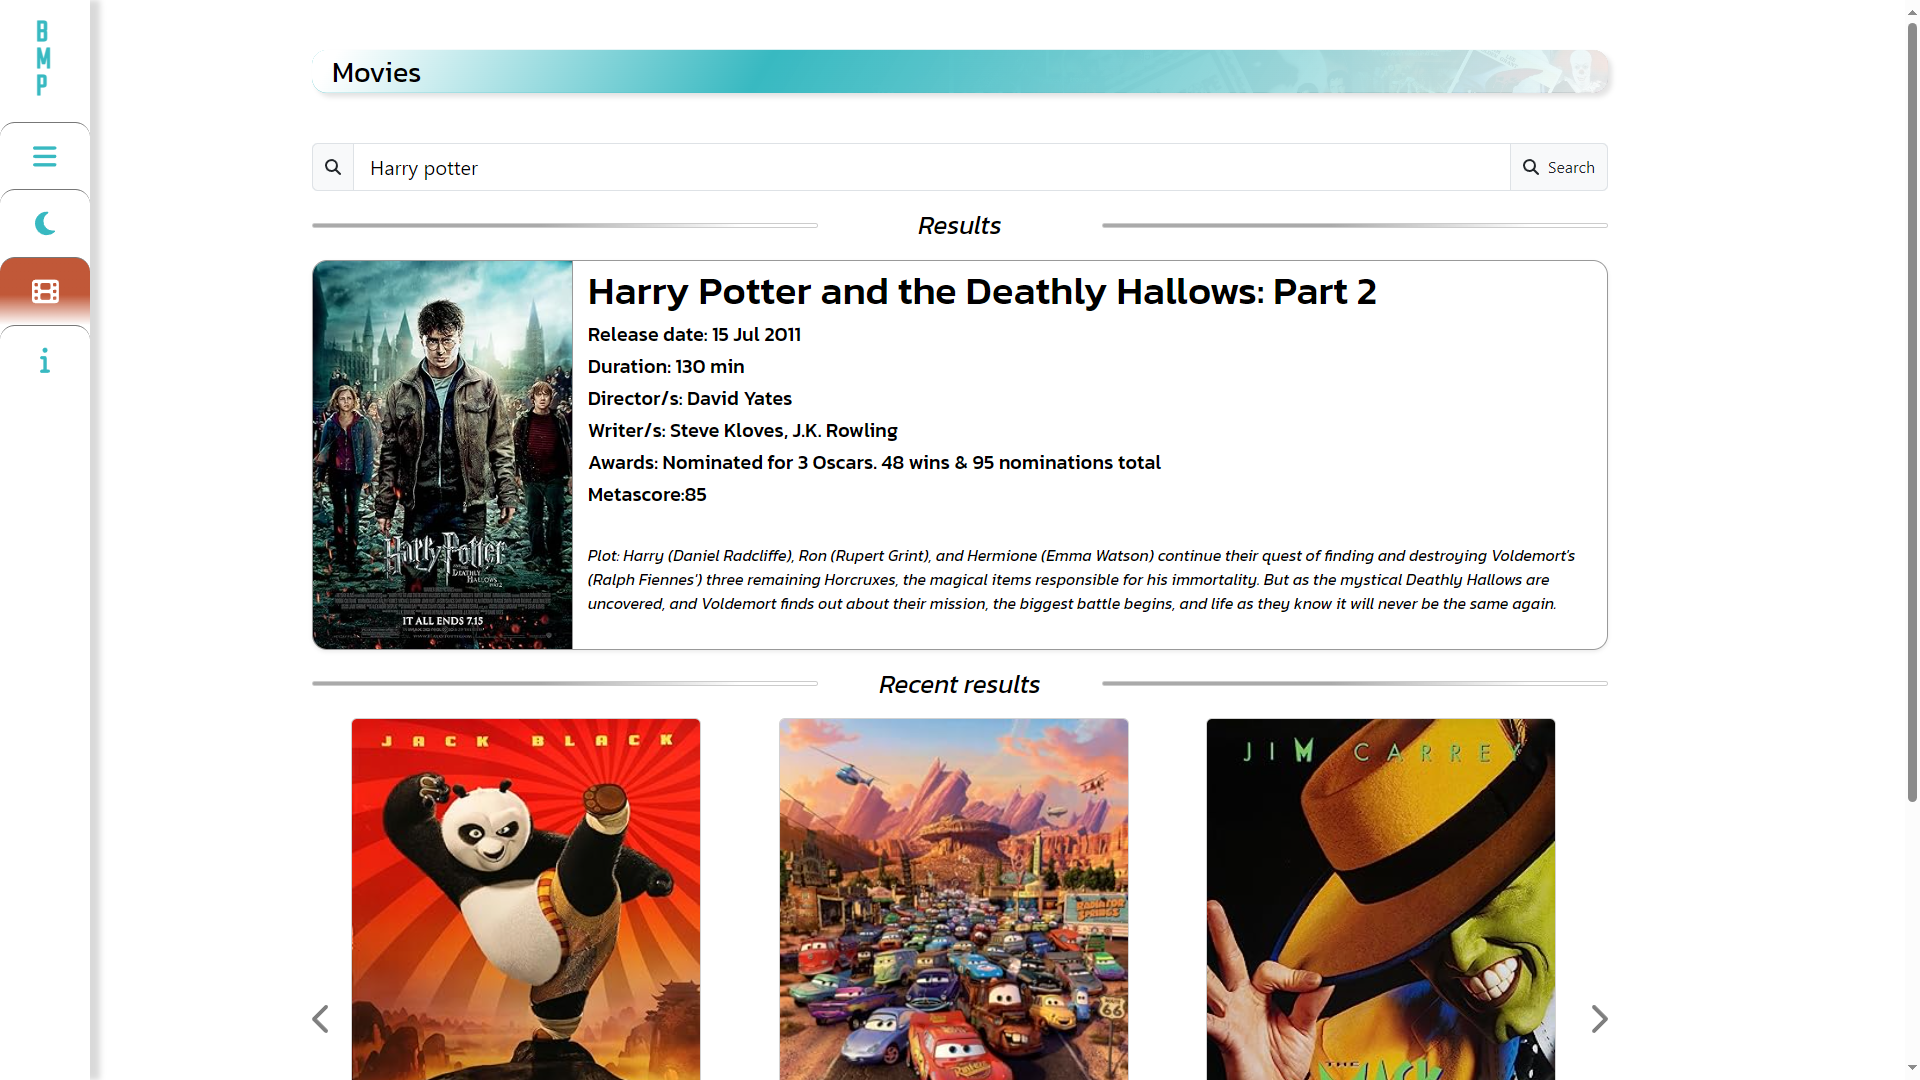 BMP
Movies
Harry potter
Search
Results
Harry Potter and the Deathly Hallows: Part 2
Release date: 15 Jul 2011
Duration: 130 min
Director/s: David Yates
Writer/s: Steve Kloves, J.K. Rowling
Awards: Nominated for 3 Oscars. 48 wins & 95 nominations total
Metascore:85
Plot: Harry (Daniel Radcliffe), Ron (Rupert Grint), and Hermione (Emma Watson) continue their quest of finding and destroying Voldemort's
(Ralph Fiennes') three remaining Horcruxes, the magical items responsible for his immortality. But as the mystical Deathly Hallows are
uncovered, and Voldemort finds out about their mission, the biggest battle begins, and life as they know it will never be the same again.
Harry Potter
DEATHLY
HALLOWS
IT ALL ENDS 7.15
Recent results
JACK BLACK
RADIATOR
SPRINGS
66
JIM CARREY
THE